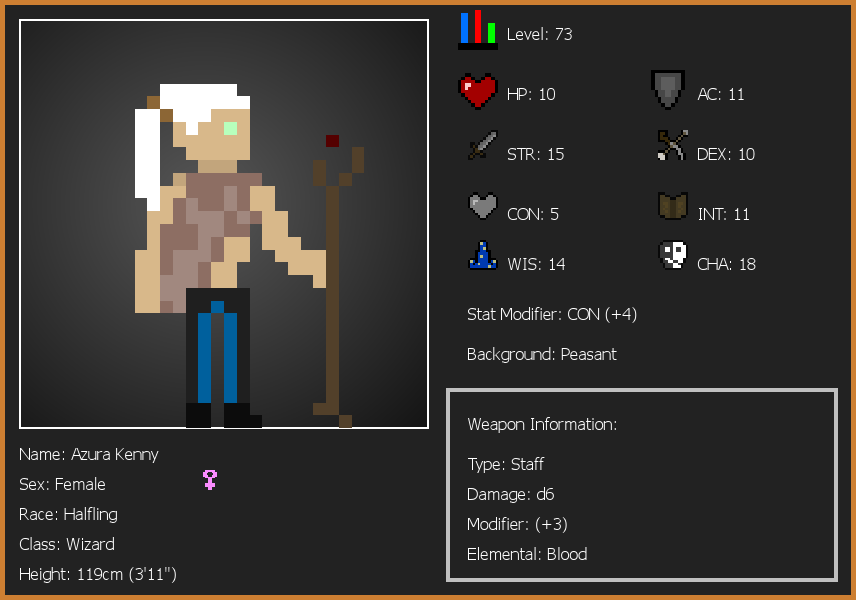 Level: 73
HP: 10
AC: 11
STR: 15
DEX: 10
CON: 5
INT: 11
WIS: 14
CHA: 18
Stat Modifier: CON (+4)
Background: Peasant
Weapon Information:
Type: Staff
Damage: d6
Modifier: (+3)
Elemental: Blood
Name: Azura Kenny
Sex: Female
Race: Halfling
Class: Wizard
Height: 119cm (3'11")